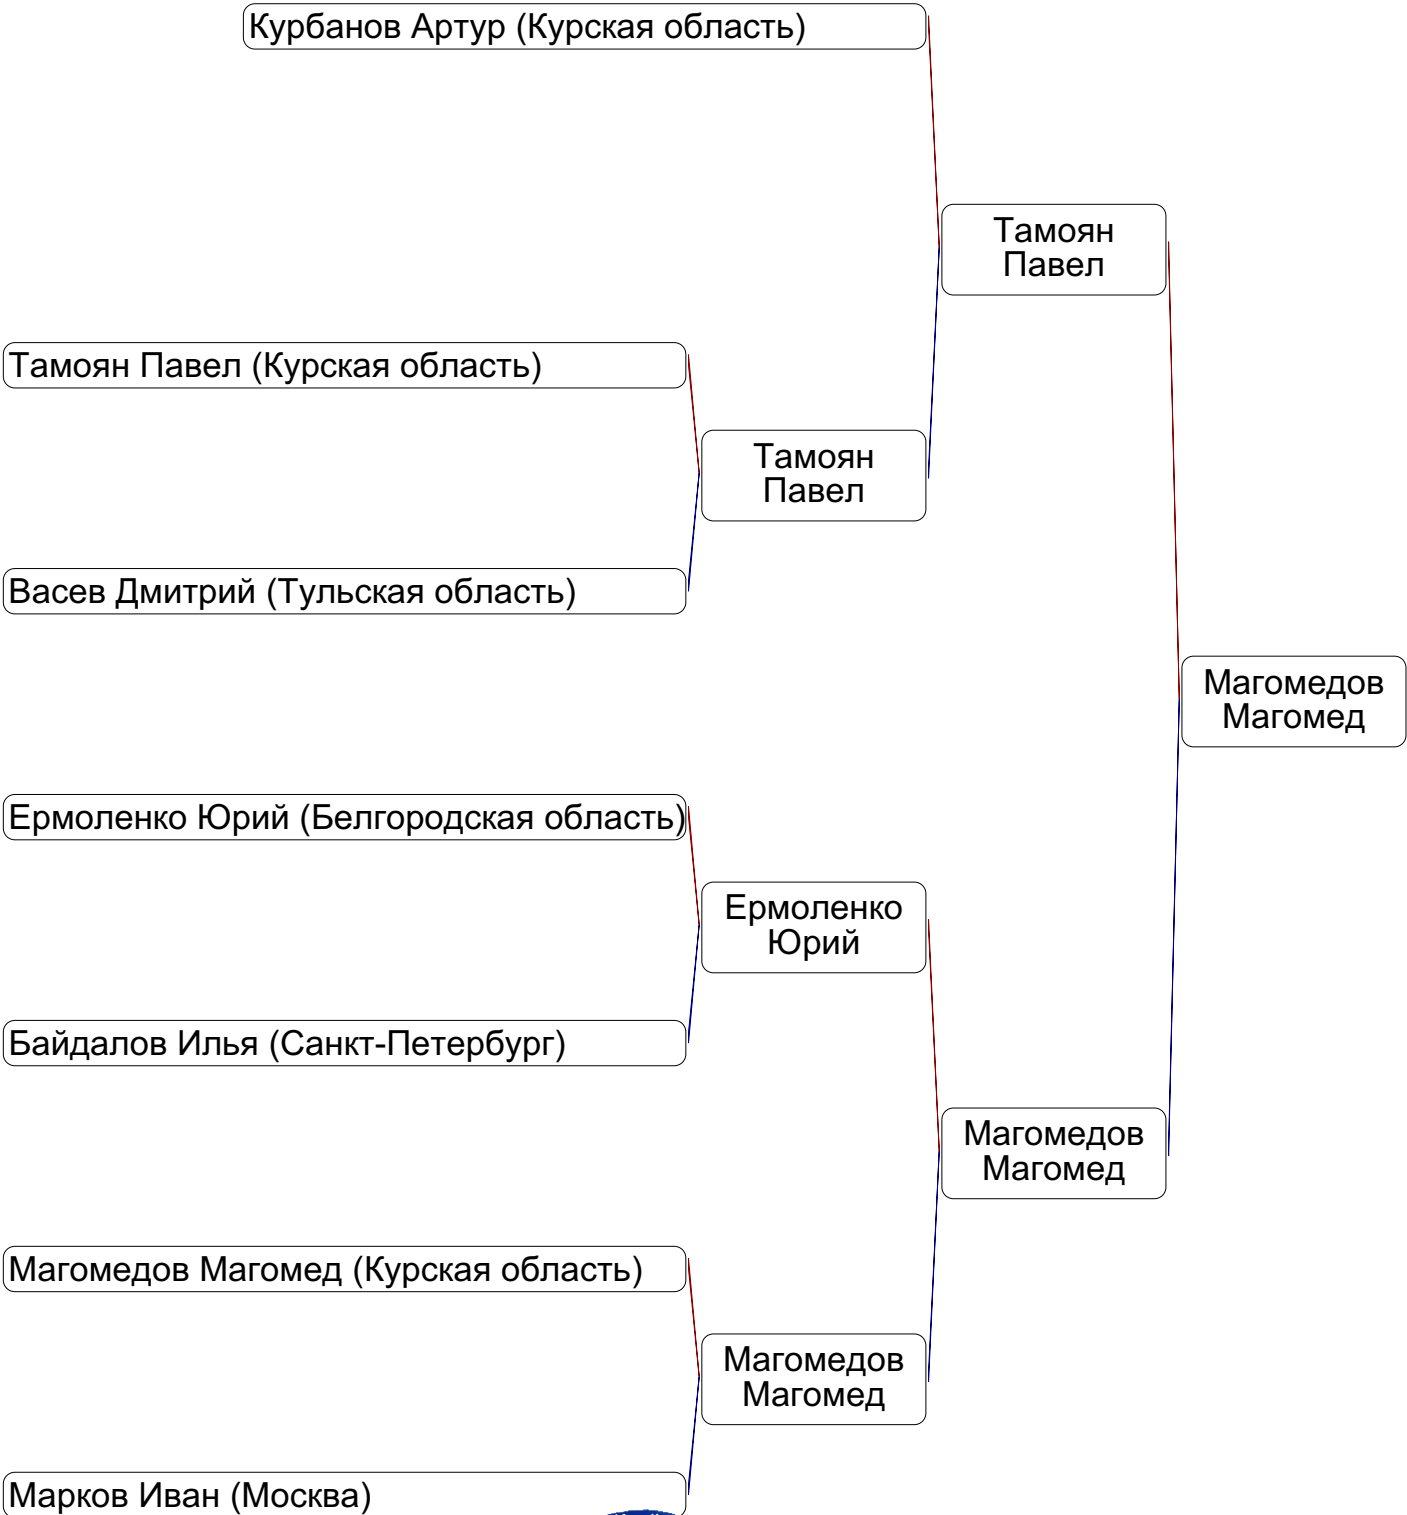 Курбанов Артур (Курская область)
Тамоян
Павел
Тамоян Павел (Курская область)
Тамоян
Павел
Васев Дмитрий (Тульская область)
Магомедов
Магомед
Ермоленко Юрий (Белгородская область)
Ермоленко
Юрий
Байдалов Илья (Санкт-Петербург)
Магомедов
Магомед
Магомедов Магомед (Курская область)
Магомедов
Магомед
Марков Иван (Москва)